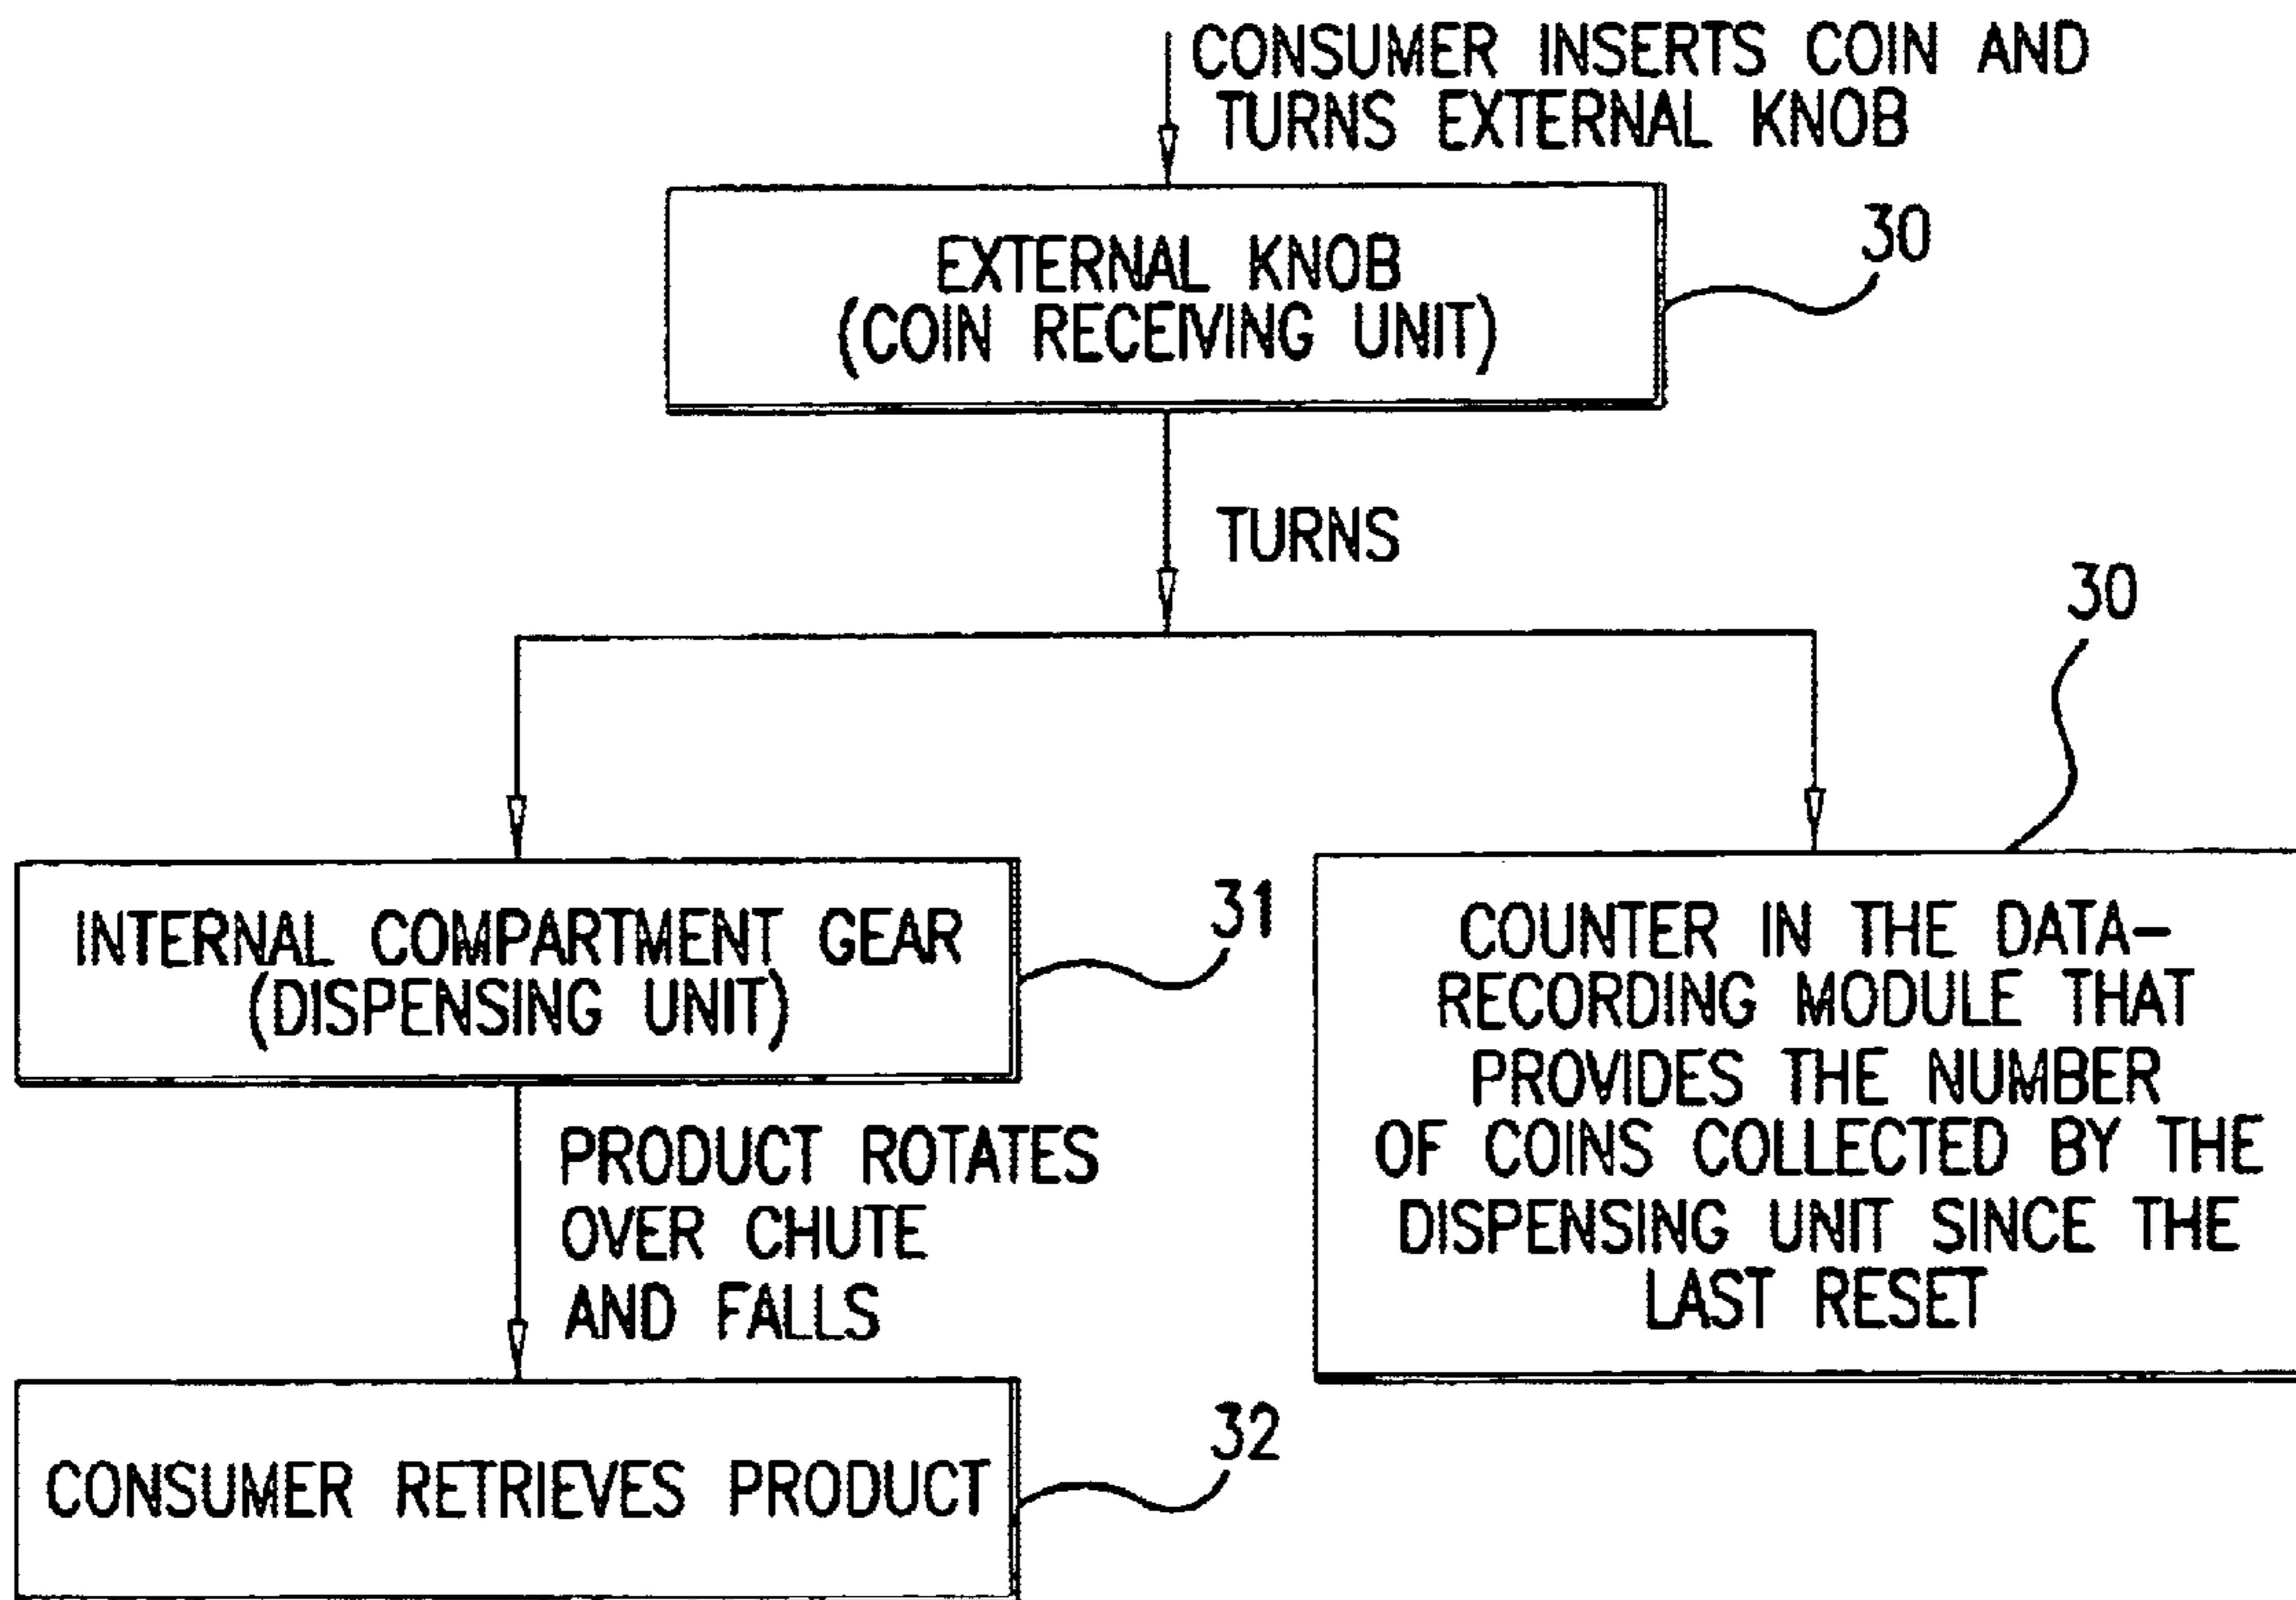 CONSUMER INSERTS COIN AND
TURNS EXTERNAL KNOB
EXTERNAL KNOB
(COIN RECEIVING UNIT)
30
TURNS
30
INTERNAL COMPARTMENT GEAR
(DISPENSING UNIT)
31
COUNTER IN THE DATA-
RECORDING MODULE THAT
PROVIDES THE NUMBER
OF COINS COLLECTED BY THE
DISPENSING UNIT SINCE THE
LAST RESET
PRODUCT ROTATES
OVER CHUTE
AND FALLS
CONSUMER RETRIEVES PRODUCT
32